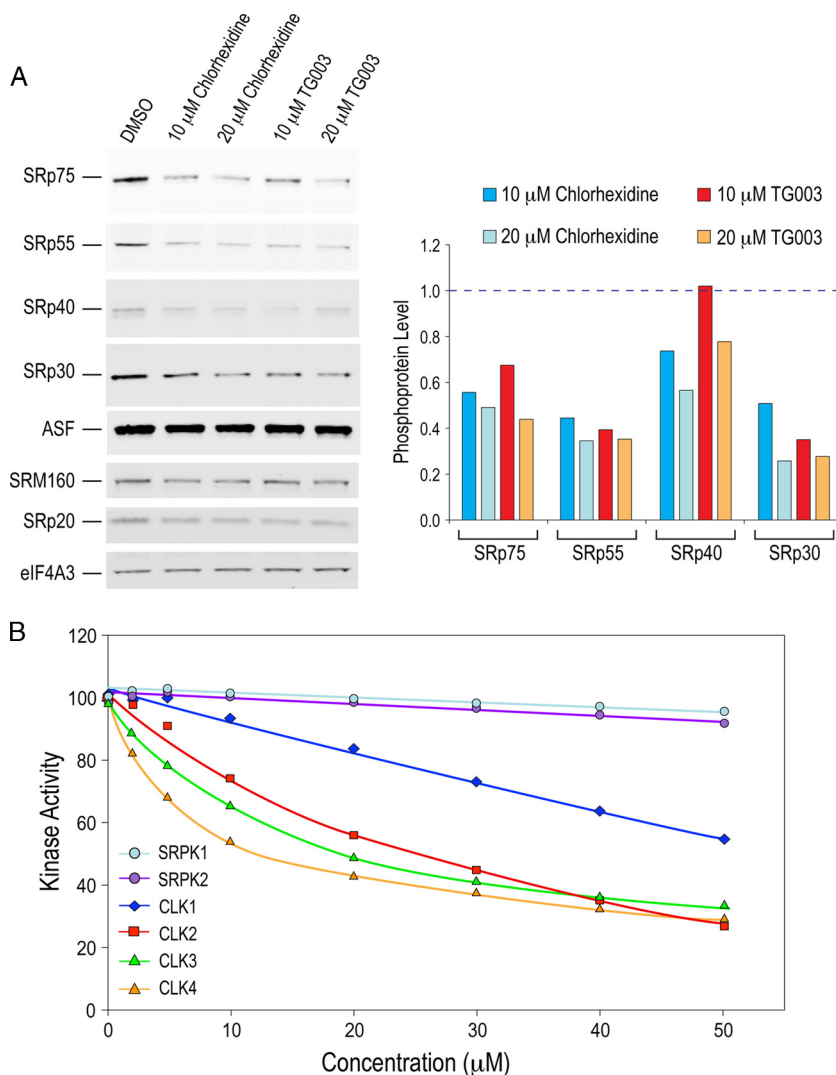 A
DMSO
10 μM Chlorhexidine
20 μM Chlorhexidine
10 μM TG003
20 μM TG003
SRp75
SRp55
SRp40
SRp30
ASF
SRM160
SRp20
eIF4A3
10 μM Chlorhexidine
10 μM TG003
20 μM Chlorhexidine
20 μM TG003
Phosphoprotein Level
1.2
1.0
0.8
0.6
0.4
0.2
0.0
SRp75 SRp55 SRp40 SRp30
B
Kinase Activity
120
100
80
60
40
20
0
SRPK1
SRPK2
CLK1
CLK2
CLK3
CLK4
0 10 20 30 40 50
Concentration (μM)